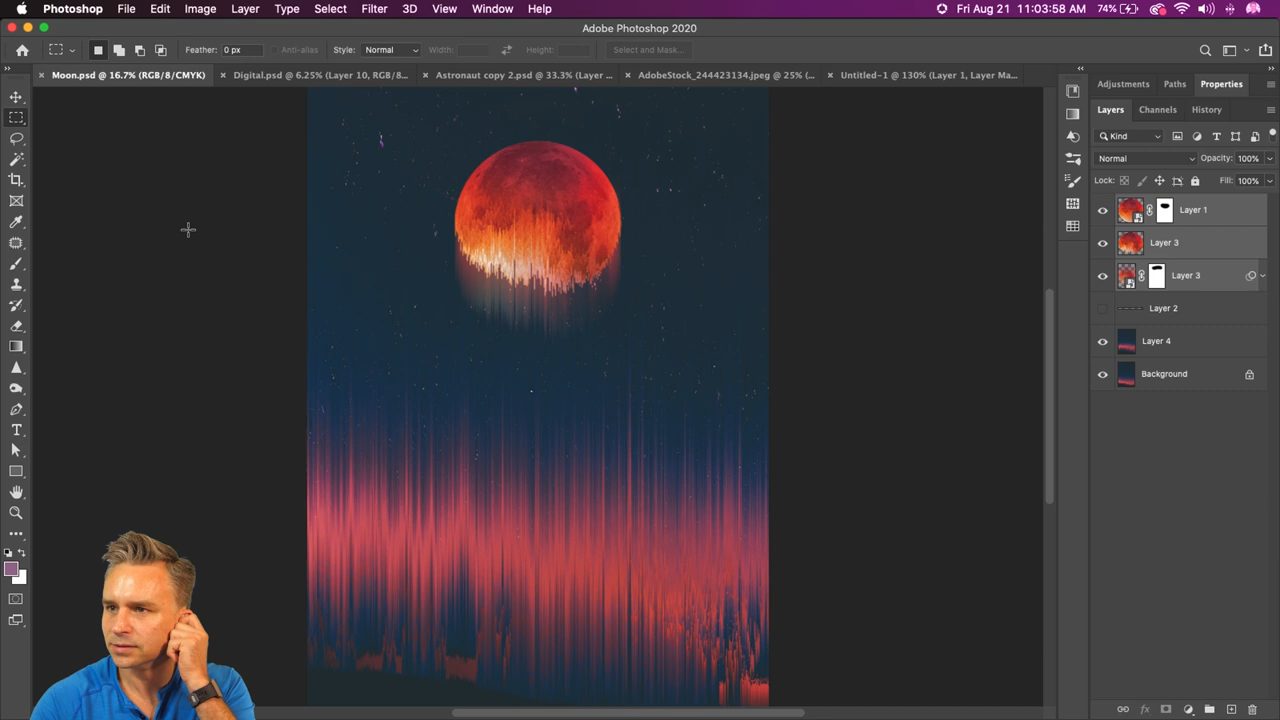 Photoshop File Edit Image Layer Type Select Filter 3D View Window Help 74% Fri Aug 21 11:03:58 AM
Adobe Photoshop 2020
Feather: 0 px Anti-alias Style: Normal Width: Height: Select and Mask...
Moon.psd @ 16.7% (RGB/8/CMYK) Digital.psd @ 6.25% (Layer 10, RGB/8... Astronaut copy 2.psd @ 33.3% (Layer ... AdobeStock_244423134.jpeg @ 25% (... Untitled-1 @ 130% (Layer 1, Layer Ma...
Adjustments Paths Properties
Layers Channels History
Kind
Normal Opacity: 100%
Lock: Fill: 100%
Layer 1
Layer 3
Layer 3
Layer 2
Layer 4
Background